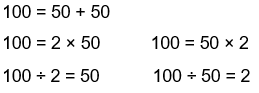 100 = 50 + 50
100 = 2 × 50 100 = 50 × 2
100 ÷ 2 = 50 100 ÷ 50 = 2